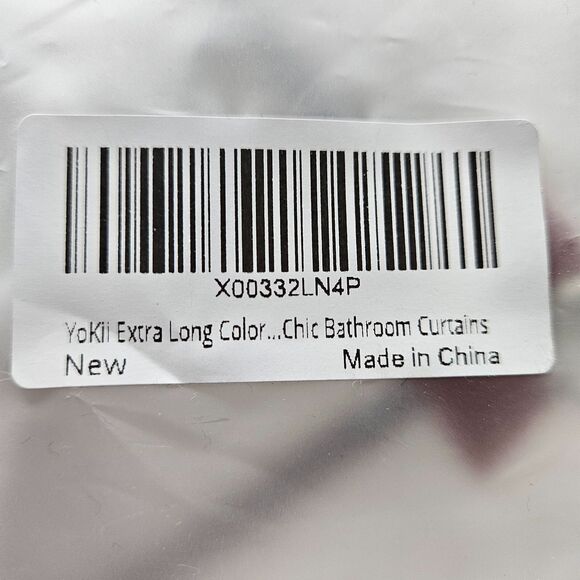 X00332LN4P
YoKii Extra Long Color...Chic Bathroom Curtains
New
Made in China